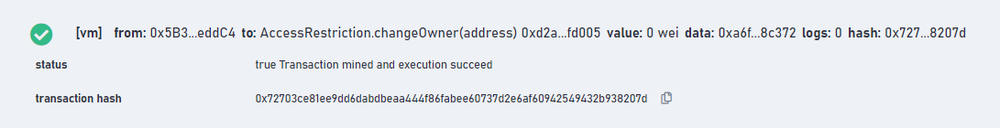 [vm] from: 0x5B3...eddC4 to: AccessRestriction.changeOwner(address) 0xd2a...fd005 value: 0 wei data: 0xa6f...8c372 logs: 0 hash: 0x727...8207d
status true Transaction mined and execution succeed
transaction hash 0x72703ce81ee9dd6dabdbeaa444f86fabee60737d2e6af60942549432b938207d